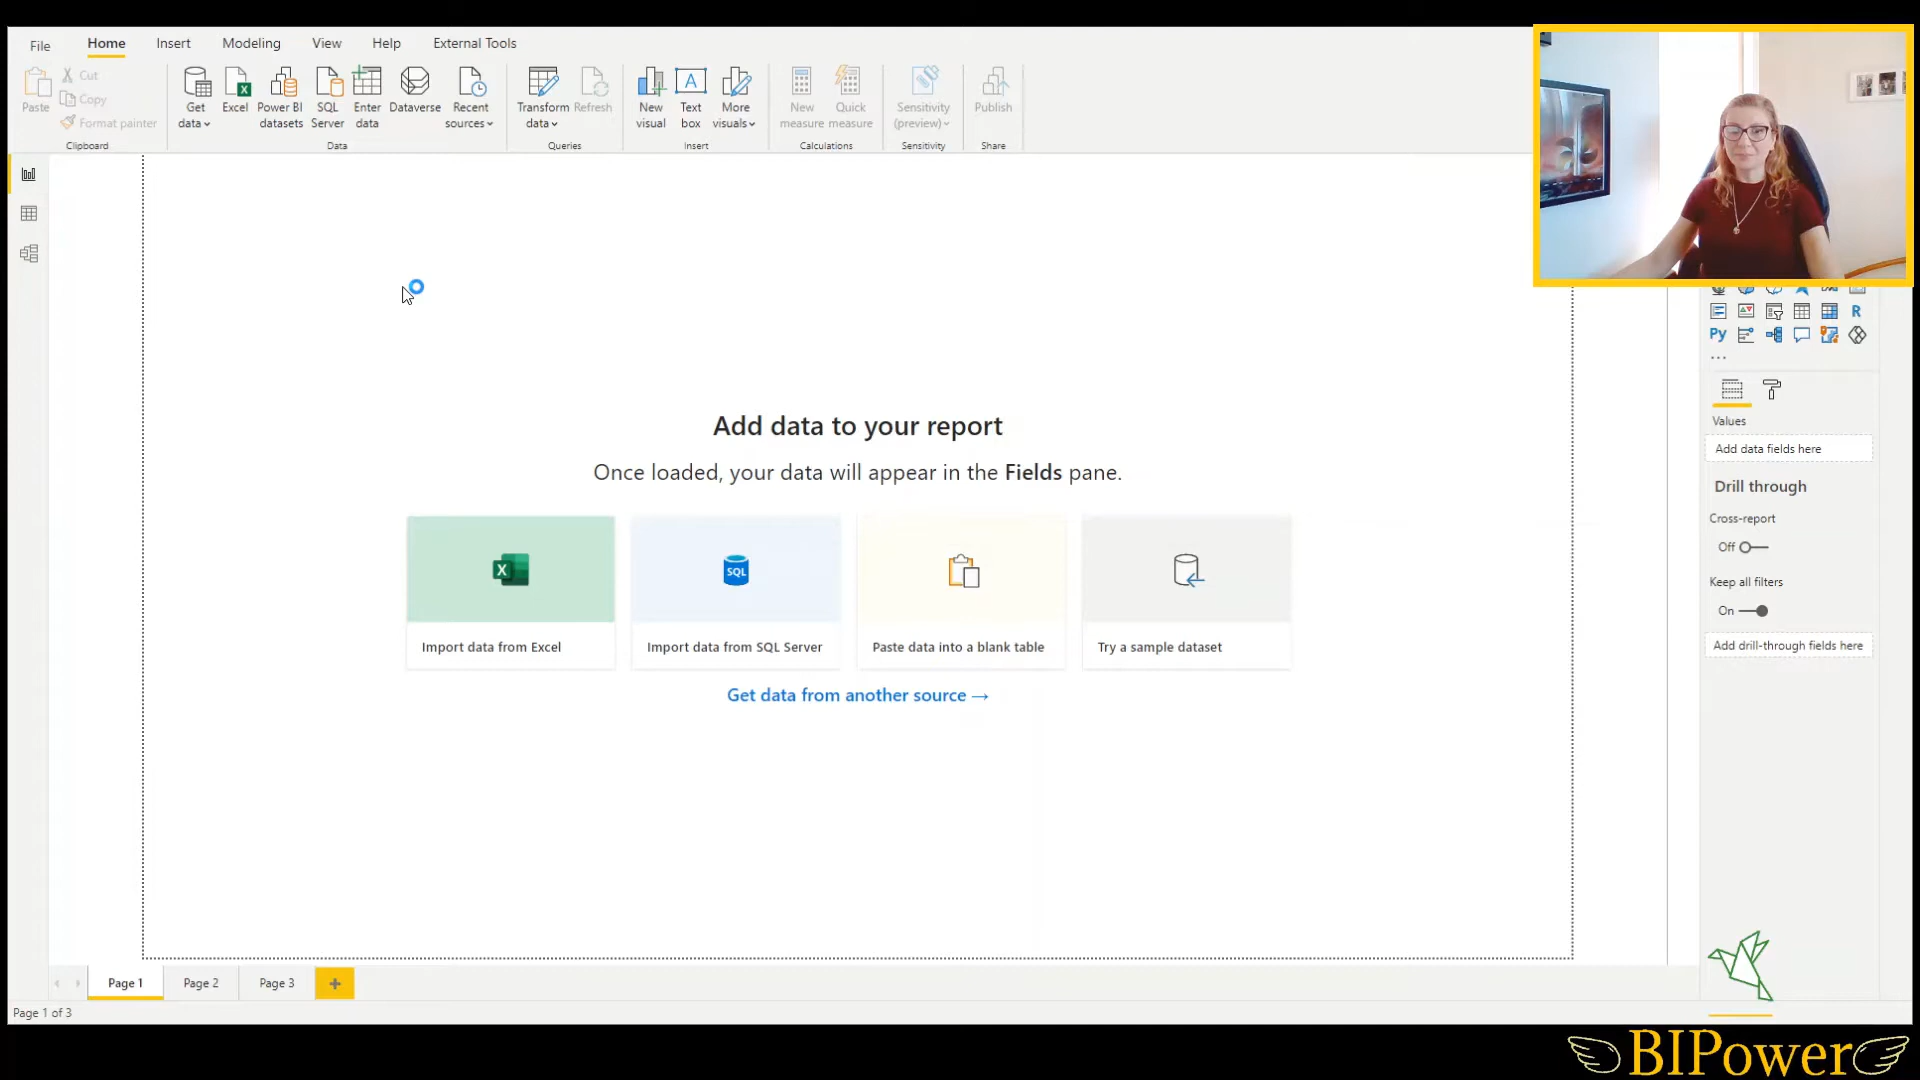 File Home Insert Modeling View Help External Tools
Paste
Cut
Copy
Format painter
Clipboard
Get data
Excel
Power BI datasets
SQL Server
Enter data
Dataverse
Recent sources
Data
Transform data
Refresh
Queries
New visual
A
Text box
More visuals
Insert
New measure
Quick measure
Calculations
Sensitivity (preview)
Sensitivity
Publish
Share
R
Py
...
Values
Add data fields here
Drill through
Cross-report
Off
Keep all filters
On
Add drill-through fields here
Add data to your report
Once loaded, your data will appear in the Fields pane.
X
SQL
Import data from Excel
Import data from SQL Server
Paste data into a blank table
Try a sample dataset
Get data from another source →
Page 1
Page 2
Page 3
+
Page 1 of 3
BIPower